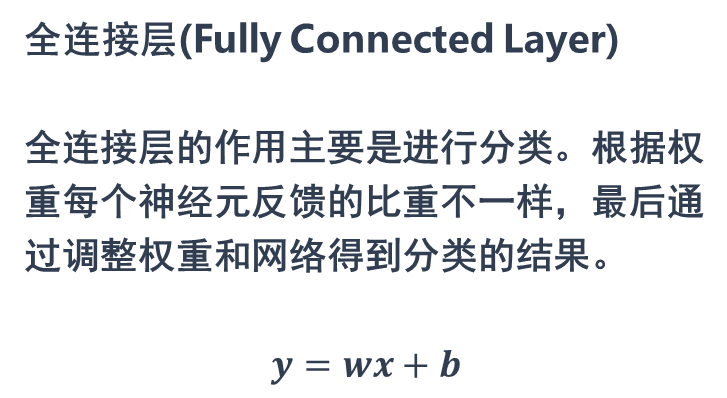 全连接层(Fully Connected Layer)
全连接层的作用主要是进行分类。根据权
重每个神经元反馈的比重不一样，最后通
过调整权重和网络得到分类的结果。
y = wx + b